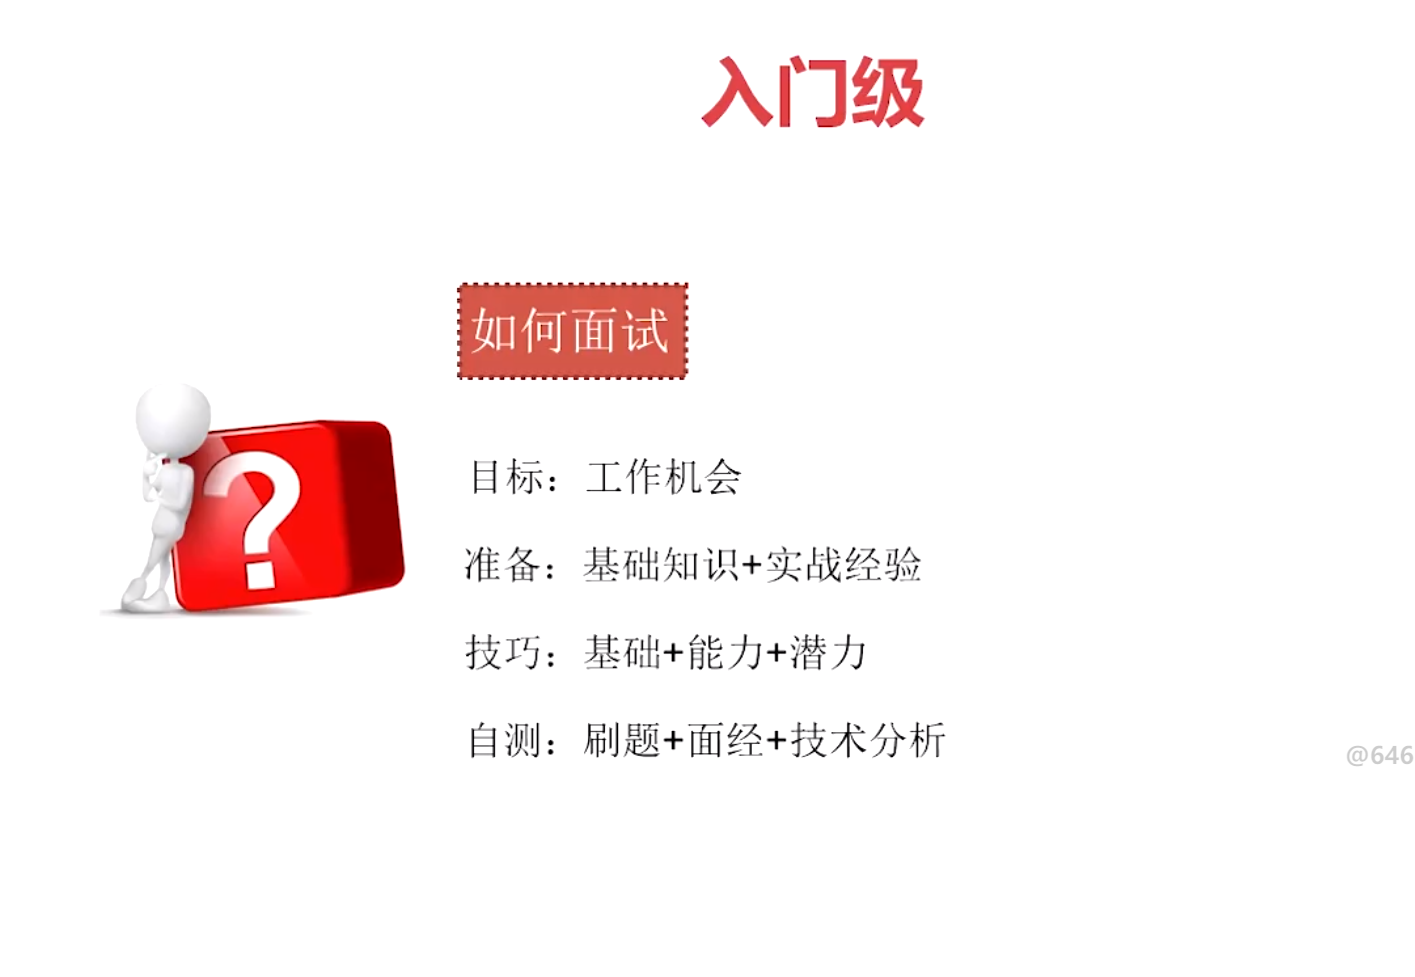 入门级
如何面试
?
目标：工作机会
准备：基础知识+实战经验
技巧：基础+能力+潜力
自测：刷题+面经+技术分析
@646